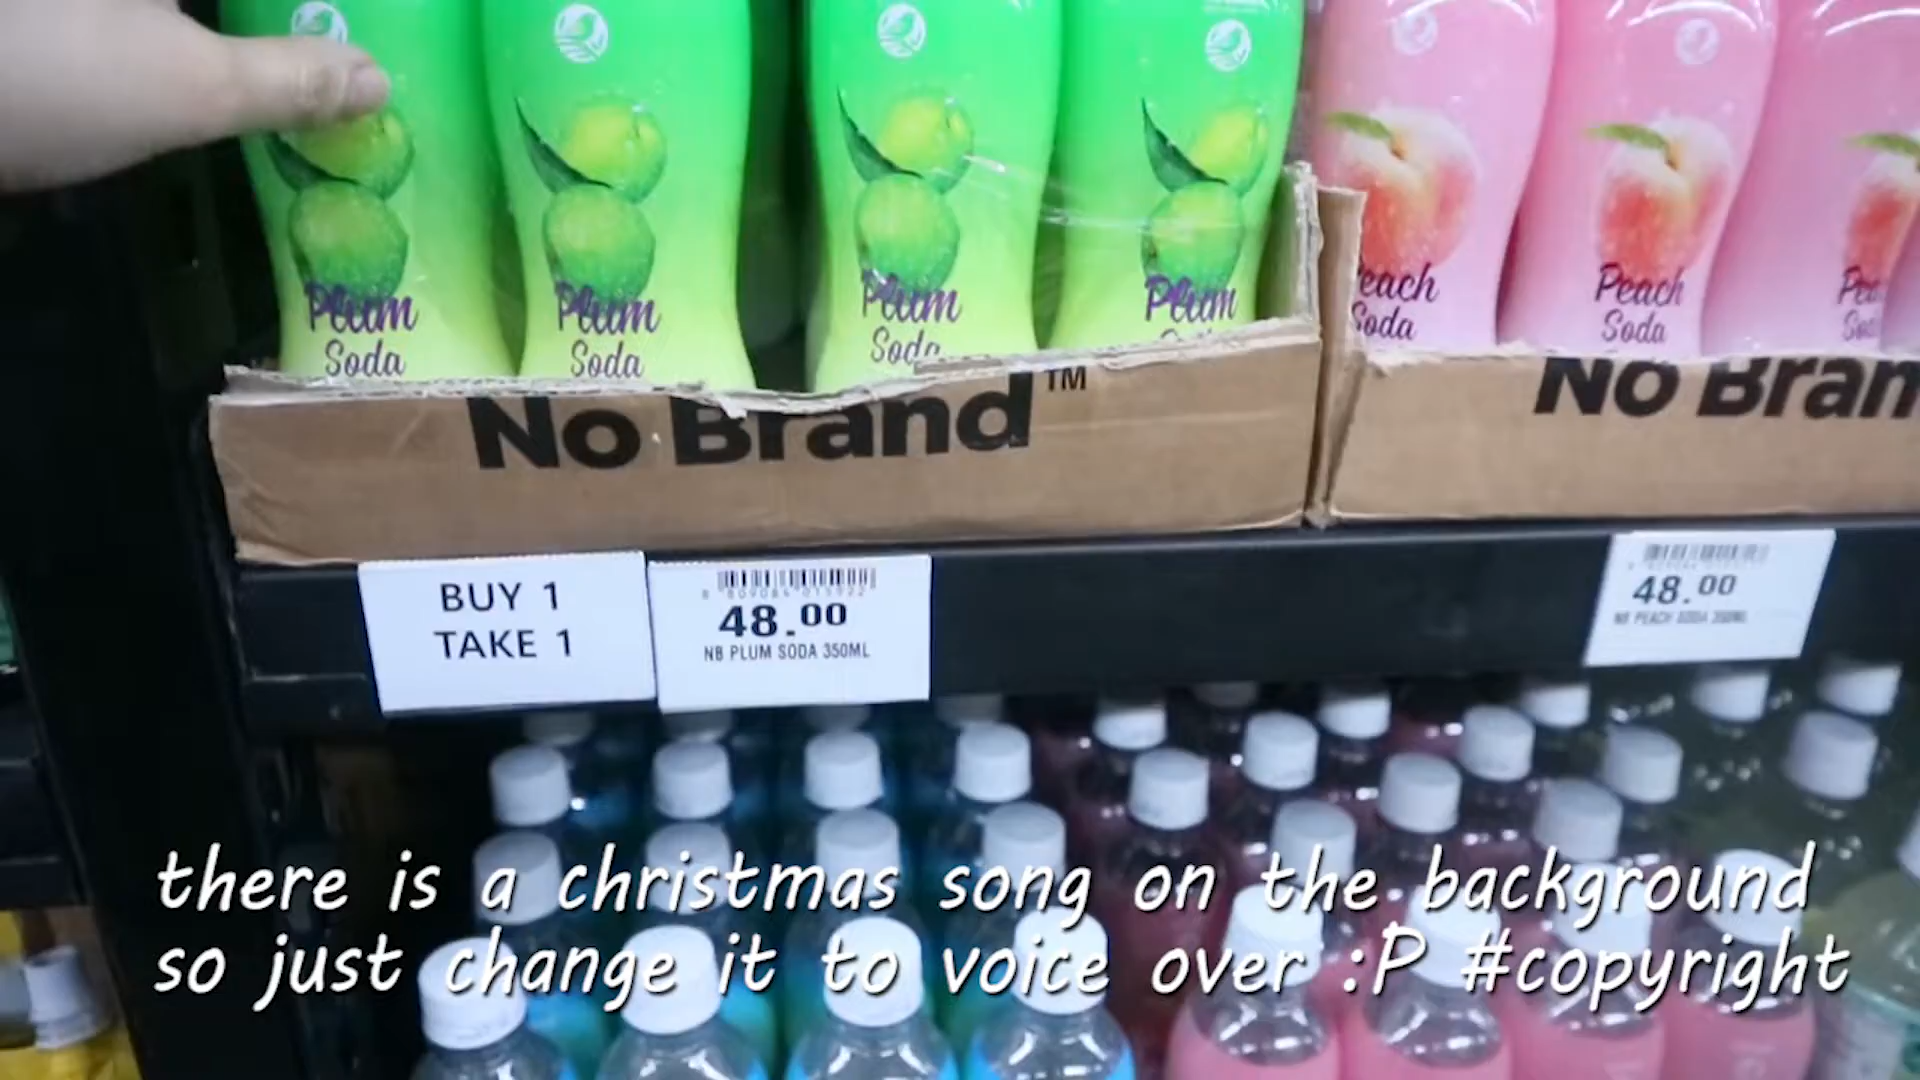 Plum
Soda
Plum
Soda
Plum
Soda
Plum
Peach
Soda
Peach
Soda
No Brand™
No Bran
BUY 1
TAKE 1
48.00
NB PLUM SODA 350ML
48.00
NB PEACH SODA 350ML
there is a christmas song on the background
so just change it to voice over :P #copyright